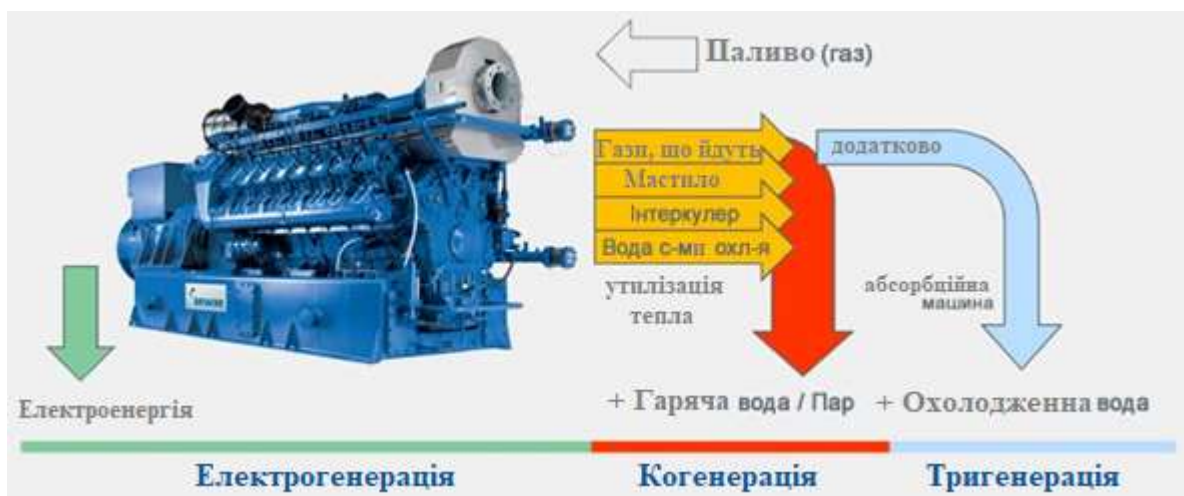 Паливо (газ)
Гази, що йдуть
додатково
Мастило
Інтеркулер
Вода с-ми охл-я
утилізація
тепла
абсорбційна
машина
Електроенергія
+ Гаряча вода / Пар
+ Охолодженна вода
Електрогенерація
Когенерація
Тригенерація